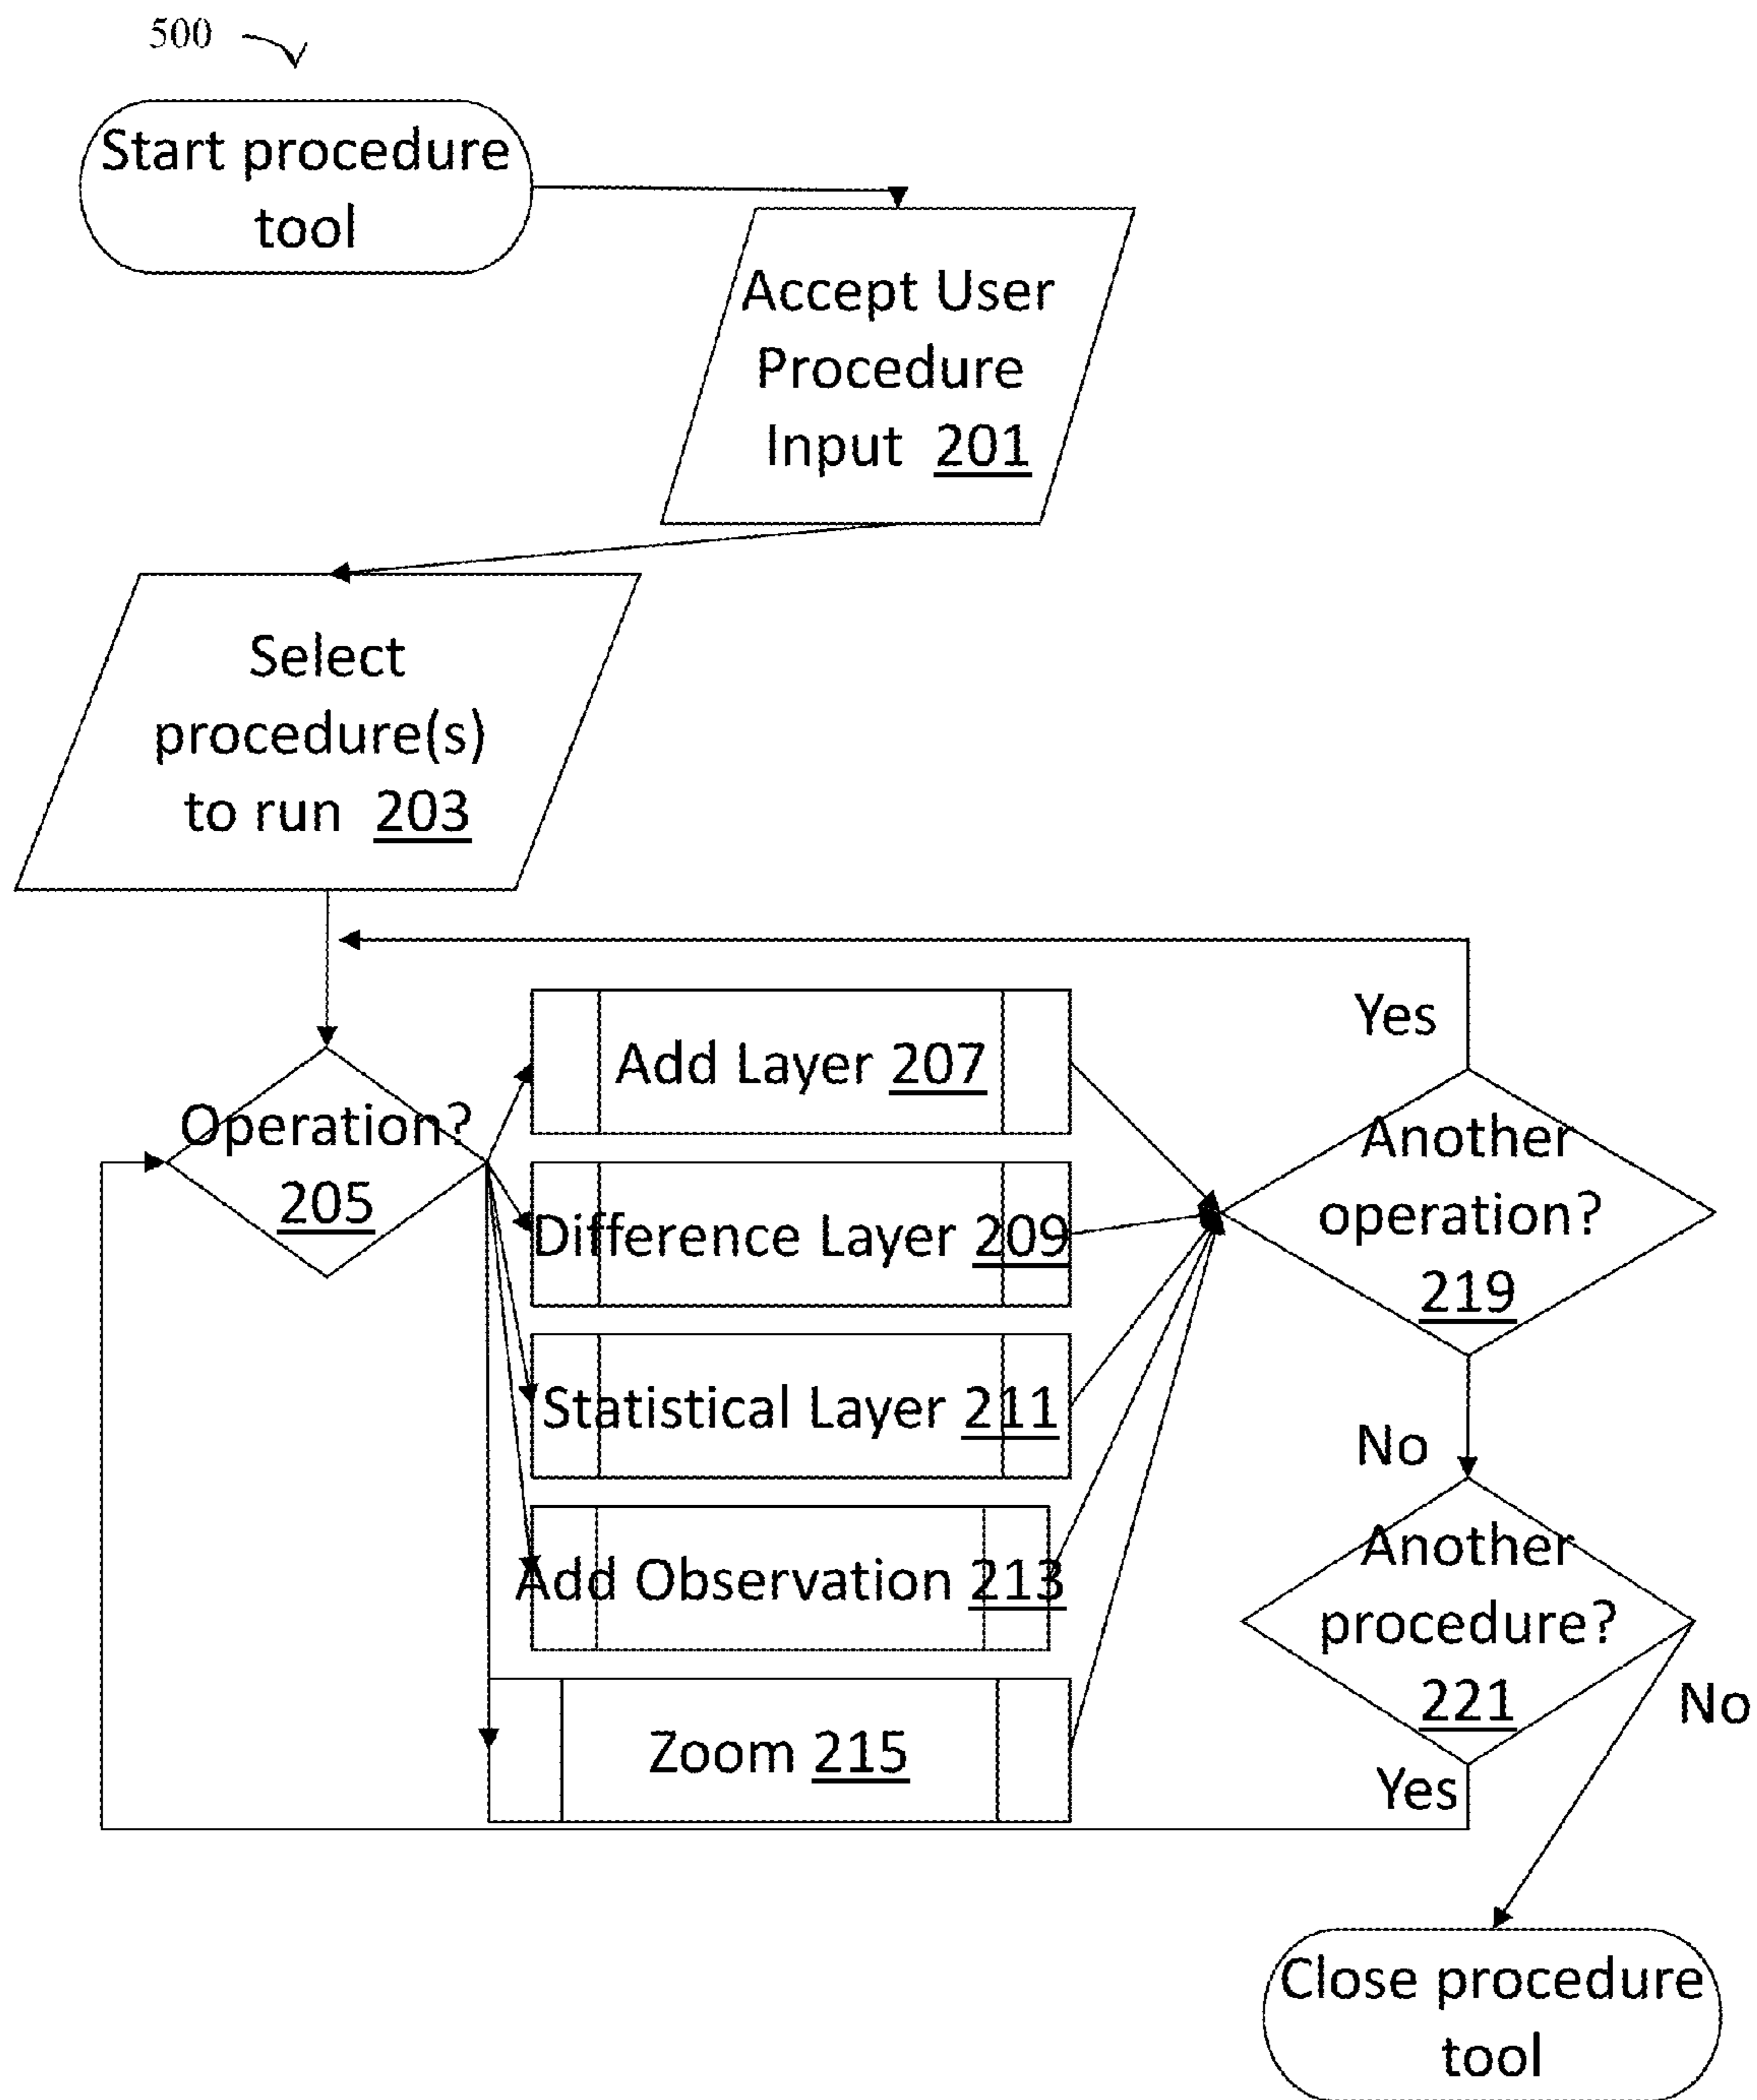 500
Start procedure
tool
Accept User
Procedure
Input 201
Select
procedure(s)
to run 203
Operation?
205
Add Layer 207
Difference Layer 209
Statistical Layer 211
Add Observation 213
Zoom 215
Yes
Another
operation?
219
No
Another
procedure?
221
No
Yes
Close procedure
tool